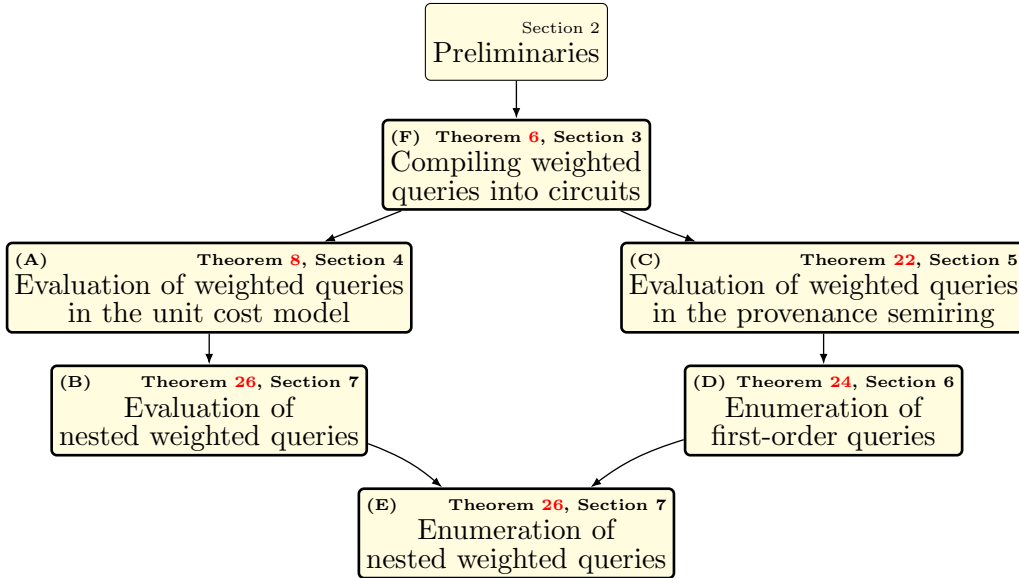 Section 2
Preliminaries
(F) Theorem 6, Section 3
Compiling weighted
queries into circuits
(A) Theorem 8, Section 4
Evaluation of weighted queries
in the unit cost model
(C) Theorem 22, Section 5
Evaluation of weighted queries
in the provenance semiring
(B) Theorem 26, Section 7
Evaluation of
nested weighted queries
(D) Theorem 24, Section 6
Enumeration of
first-order queries
(E) Theorem 26, Section 7
Enumeration of
nested weighted queries